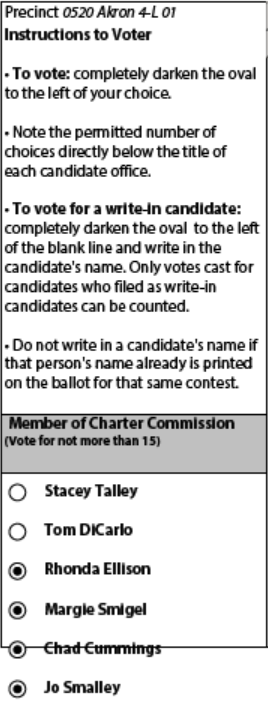 Precinct 0520 Akron 4-L 01
Instructions to Voter
• To vote: completely darken the oval
to the left of your choice.
• Note the permitted number of
choices directly below the title of
each candidate office.
• To vote for a write-in candidate:
completely darken the oval to the left
of the blank line and write in the
candidate's name. Only votes cast for
candidates who filed as write-in
candidates can be counted.
• Do not write in a candidate's name if
that person's name already is printed
on the ballot for that same contest.
Member of Charter Commission
(Vote for not more than 15)
Stacey Talley
Tom DiCarlo
Rhonda Ellison
Margie Smigel
Chad Cummings
Jo Smalley